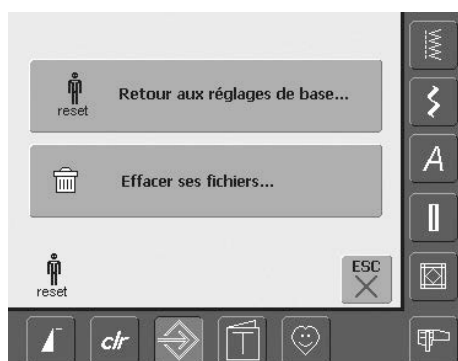 reset
Retour aux réglages de base...
Effacer ses fichiers...
reset
ESC
A
clr